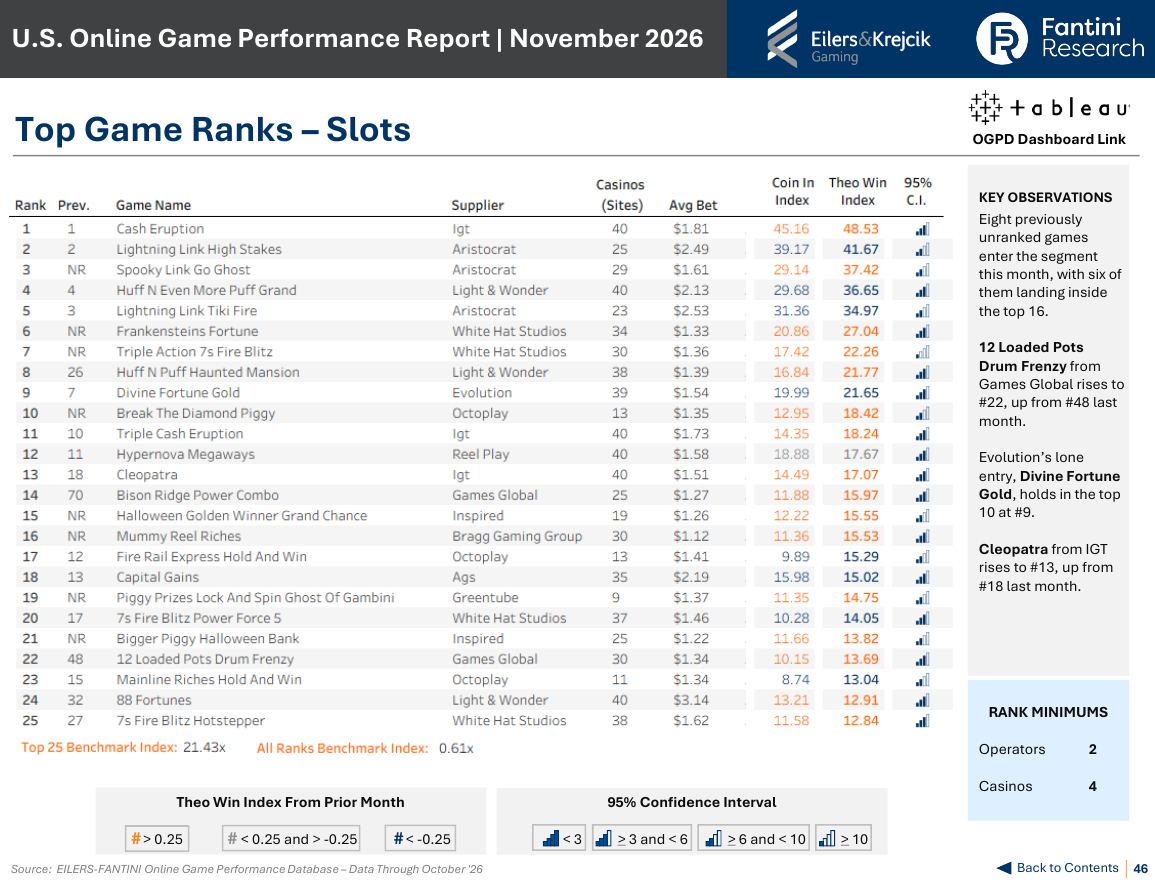 U.S. Online Game Performance Report | November 2026
Eilers&Krejcik
Gaming
Fantini
Research
Top Game Ranks – Slots
+ableau
OGPD Dashboard Link
Rank Prev. Game Name Supplier Casinos (Sites) Avg Bet Coin In Index Theo Win Index 95% C.I.
1 1 Cash Eruption Igt 40 $1.81 45.16 48.53
2 2 Lightning Link High Stakes Aristocrat 25 $2.49 39.17 41.67
3 NR Spooky Link Go Ghost Aristocrat 29 $1.61 29.14 37.42
4 4 Huff N Even More Puff Grand Light & Wonder 40 $2.13 29.68 36.65
5 3 Lightning Link Tiki Fire Aristocrat 23 $2.53 31.36 34.97
6 NR Frankensteins Fortune White Hat Studios 34 $1.33 20.86 27.04
7 NR Triple Action 7s Fire Blitz White Hat Studios 30 $1.36 17.42 22.26
8 26 Huff N Puff Haunted Mansion Light & Wonder 38 $1.39 16.84 21.77
9 7 Divine Fortune Gold Evolution 39 $1.54 19.99 21.65
10 NR Break The Diamond Piggy Octoplay 13 $1.35 12.95 18.42
11 10 Triple Cash Eruption Igt 40 $1.73 14.35 18.24
12 11 Hypernova Megaways Reel Play 40 $1.58 18.88 17.67
13 18 Cleopatra Igt 40 $1.51 14.49 17.07
14 70 Bison Ridge Power Combo Games Global 25 $1.27 11.88 15.97
15 NR Halloween Golden Winner Grand Chance Inspired 19 $1.26 12.22 15.55
16 NR Mummy Reel Riches Bragg Gaming Group 30 $1.12 11.36 15.53
17 12 Fire Rail Express Hold And Win Octoplay 13 $1.41 9.89 15.29
18 13 Capital Gains Ags 35 $2.19 15.98 15.02
19 NR Piggy Prizes Lock And Spin Ghost Of Gambini Greentube 9 $1.37 11.35 14.75
20 17 7s Fire Blitz Power Force 5 White Hat Studios 37 $1.46 10.28 14.05
21 NR Bigger Piggy Halloween Bank Inspired 25 $1.22 11.66 13.82
22 48 12 Loaded Pots Drum Frenzy Games Global 30 $1.34 10.15 13.69
23 15 Mainline Riches Hold And Win Octoplay 11 $1.34 8.74 13.04
24 32 88 Fortunes Light & Wonder 40 $3.14 13.21 12.91
25 27 7s Fire Blitz Hotstepper White Hat Studios 38 $1.62 11.58 12.84
Top 25 Benchmark Index: 21.43x All Ranks Benchmark Index: 0.61x
Theo Win Index From Prior Month
# > 0.25 # < 0.25 and > -0.25 # < -0.25
95% Confidence Interval
< 3 ≥ 3 and < 6 ≥ 6 and < 10 ≥ 10
KEY OBSERVATIONS
Eight previously
unranked games
enter the segment
this month, with six of
them landing inside
the top 16.
12 Loaded Pots
Drum Frenzy from
Games Global rises to
#22, up from #48 last
month.
Evolution's lone
entry, Divine Fortune
Gold, holds in the top
10 at #9.
Cleopatra from IGT
rises to #13, up from
#18 last month.
RANK MINIMUMS
Operators 2
Casinos 4
Source: EILERS-FANTINI Online Game Performance Database – Data Through October '26
Back to Contents | 46